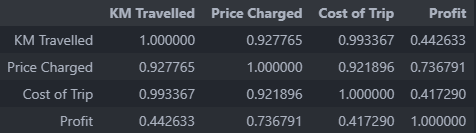 KM Travelled Price Charged Cost of Trip Profit
KM Travelled 1.000000 0.927765 0.993367 0.442633
Price Charged 0.927765 1.000000 0.921896 0.736791
Cost of Trip 0.993367 0.921896 1.000000 0.417290
Profit 0.442633 0.736791 0.417290 1.000000